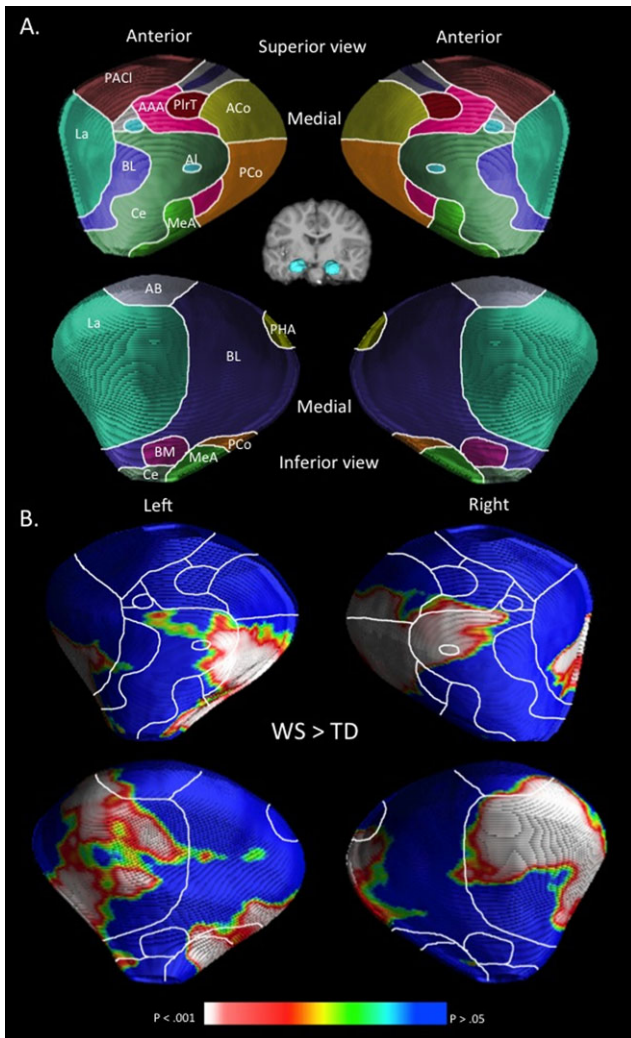 A.
Anterior
Superior view
Anterior
PACl
AAA
PIrT
ACo
Medial
La
BL
AI
PCo
Ce
MeA
AB
La
BL
PHA
Medial
BM
PCo
Ce
MeA
Inferior view
Left
Right
B.
WS > TD
P < .001
P > .05